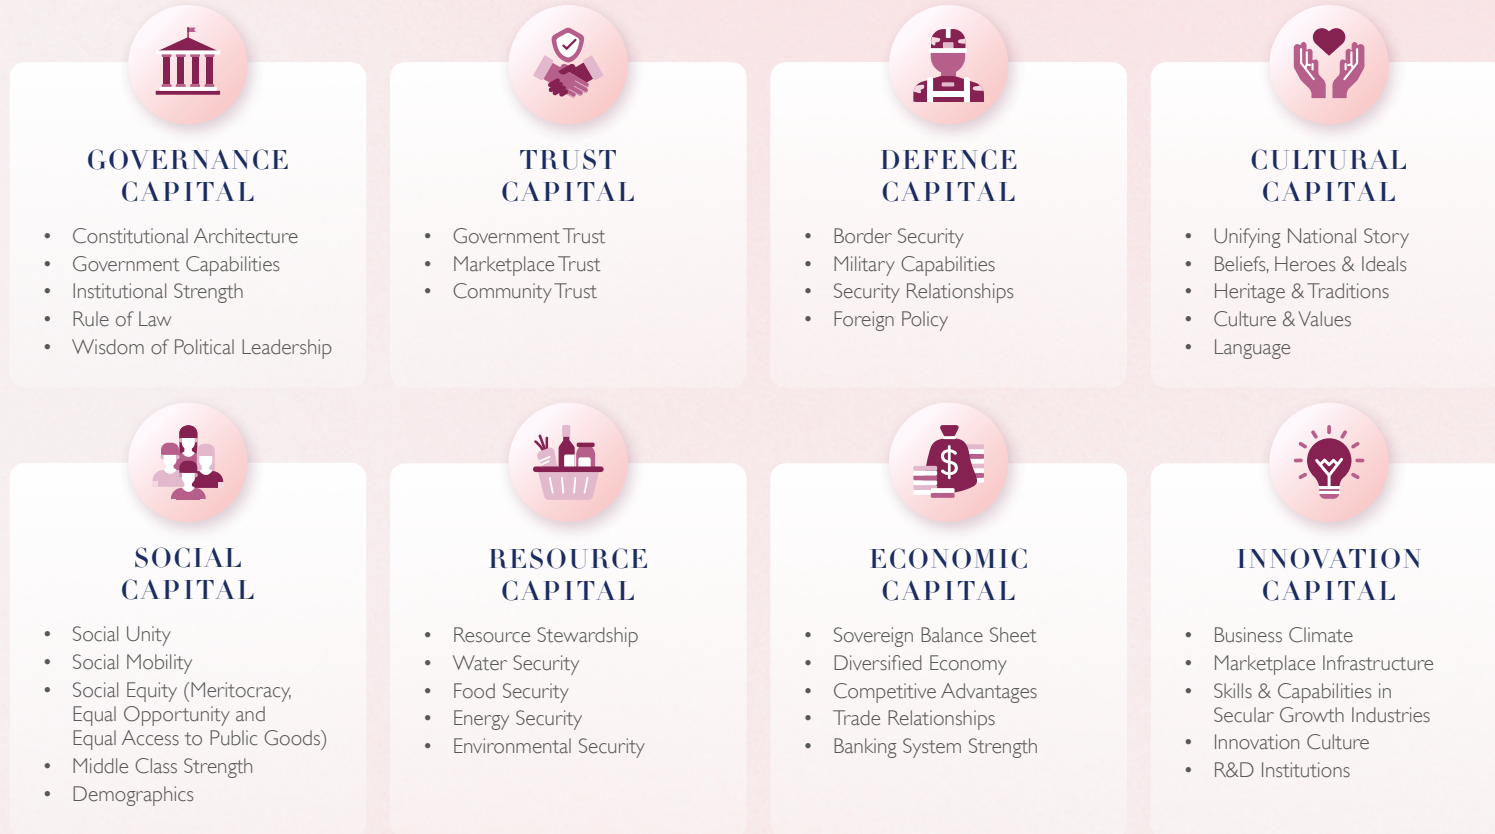 GOVERNANCE
CAPITAL
• Constitutional Architecture
• Government Capabilities
• Institutional Strength
• Rule of Law
• Wisdom of Political Leadership
TRUST
CAPITAL
• Government Trust
• Marketplace Trust
• Community Trust
DEFENCE
CAPITAL
• Border Security
• Military Capabilities
• Security Relationships
• Foreign Policy
CULTURAL
CAPITAL
• Unifying National Story
• Beliefs, Heroes & Ideals
• Heritage & Traditions
• Culture & Values
• Language
SOCIAL
CAPITAL
• Social Unity
• Social Mobility
• Social Equity (Meritocracy,
Equal Opportunity and
Equal Access to Public Goods)
• Middle Class Strength
• Demographics
RESOURCE
CAPITAL
• Resource Stewardship
• Water Security
• Food Security
• Energy Security
• Environmental Security
$
ECONOMIC
CAPITAL
• Sovereign Balance Sheet
• Diversified Economy
• Competitive Advantages
• Trade Relationships
• Banking System Strength
INNOVATION
CAPITAL
• Business Climate
• Marketplace Infrastructure
• Skills & Capabilities in
Secular Growth Industries
• Innovation Culture
• R&D Institutions